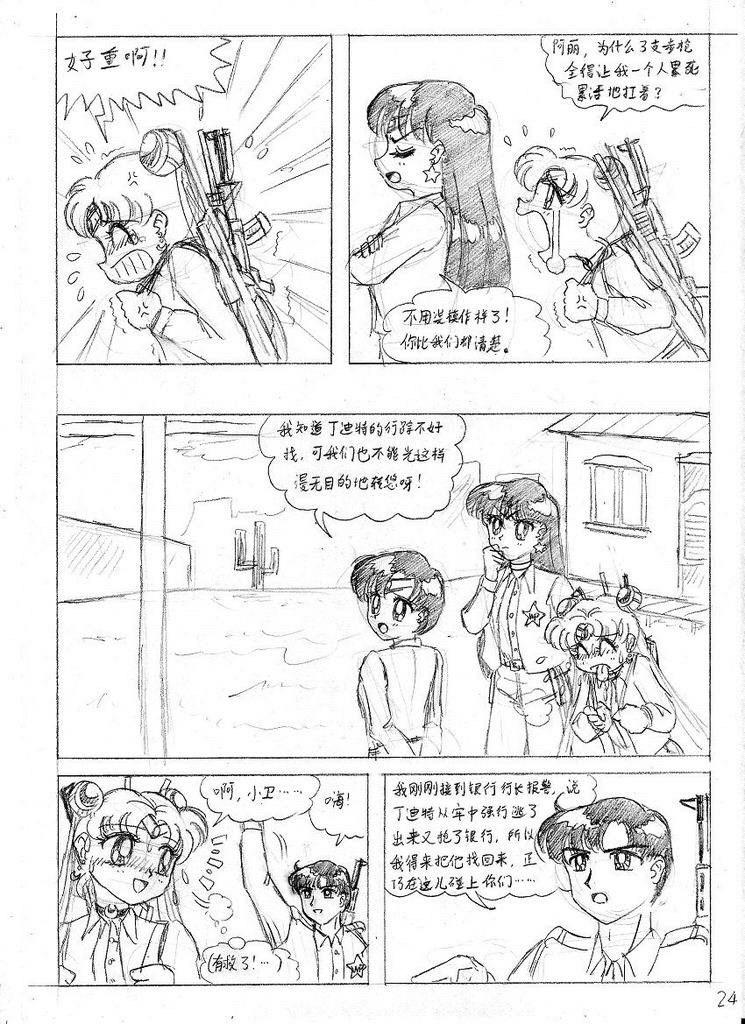 好重啊!!
阿丽，为什么了支步枪
全得让我一个人累死
累活地扛着？
不用装模作样了！
你比我们都清楚。
我知道丁迪特的行踪不好
找，可我们也不能光这样
漫无目的地转悠呀！
啊，小卫……
嗨！
(有救了!…)
我刚刚接到银行行长报警，说
丁迪特从牢中强行逃了
出来又抢了银行，所以
我得来把他找回来，正
巧在这儿碰上你们……
24